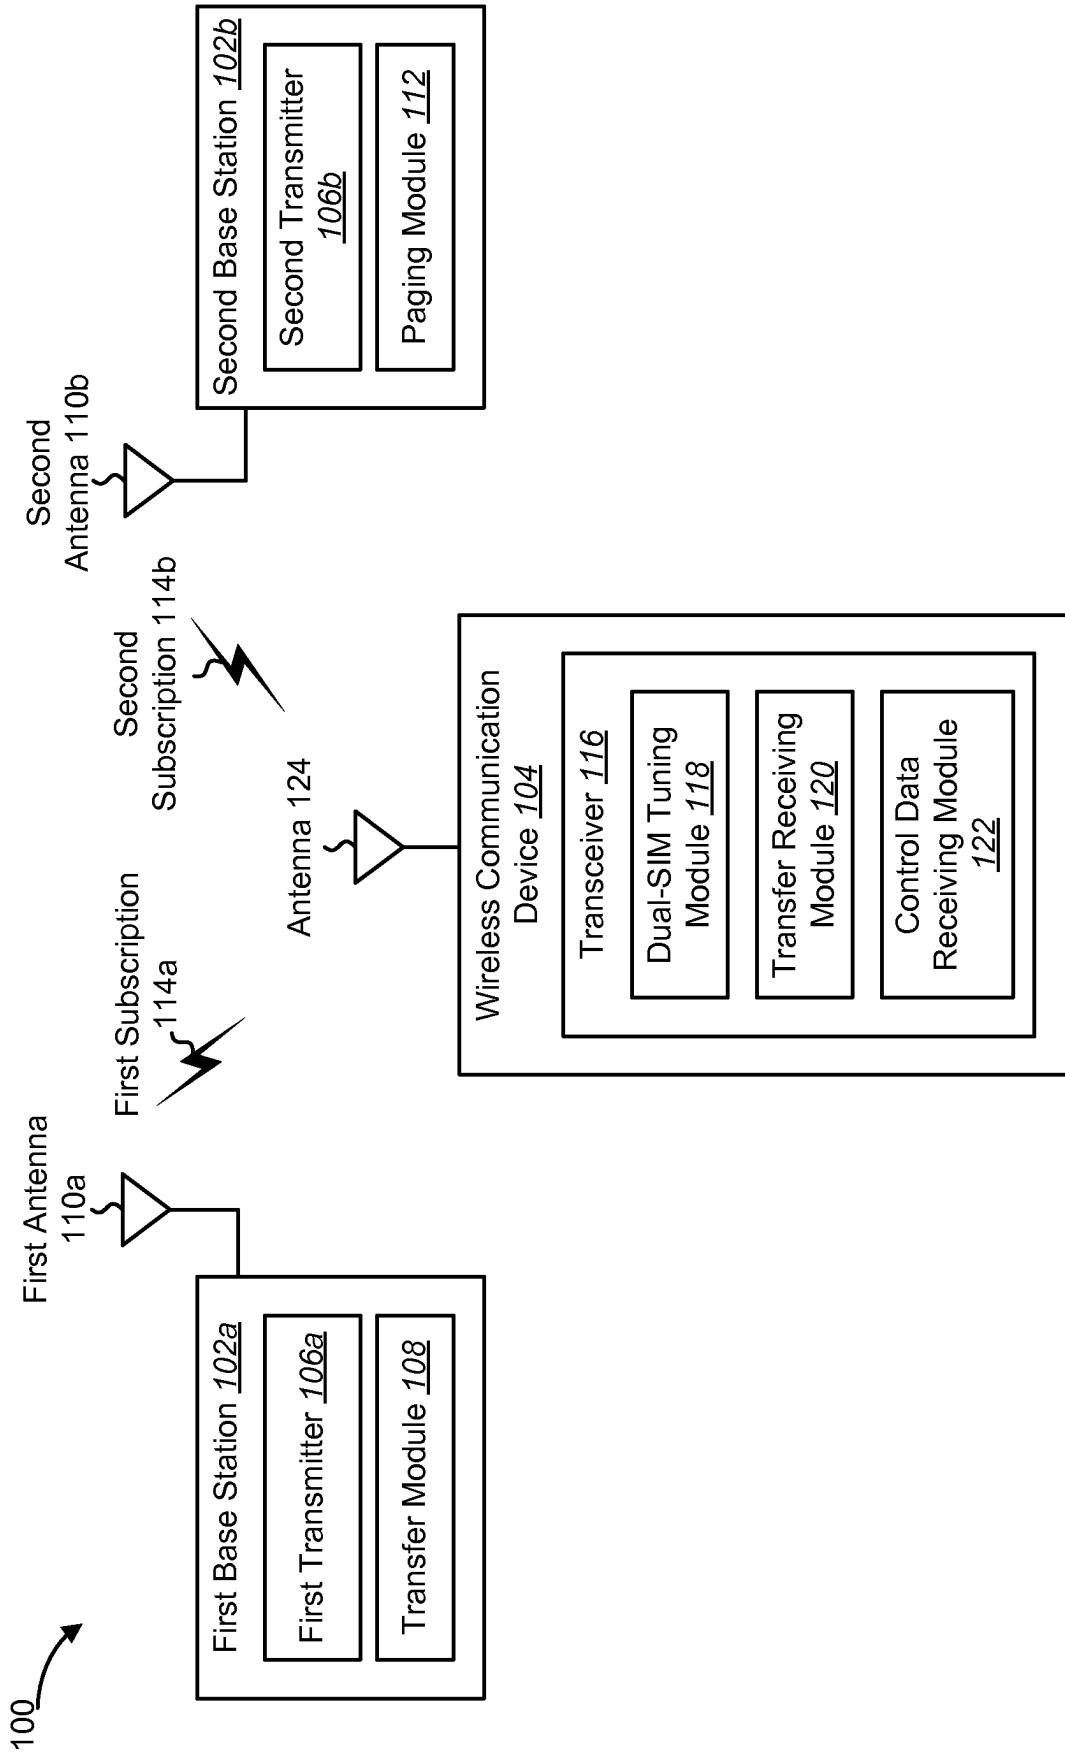 100
First Antenna
110a
First Subscription
114a
Second
Subscription 114b
Second
Antenna 110b
Antenna 124
First Base Station 102a
First Transmitter 106a
Transfer Module 108
Wireless Communication
Device 104
Transceiver 116
Dual-SIM Tuning
Module 118
Transfer Receiving
Module 120
Control Data
Receiving Module
122
Second Base Station 102b
Second Transmitter
106b
Paging Module 112